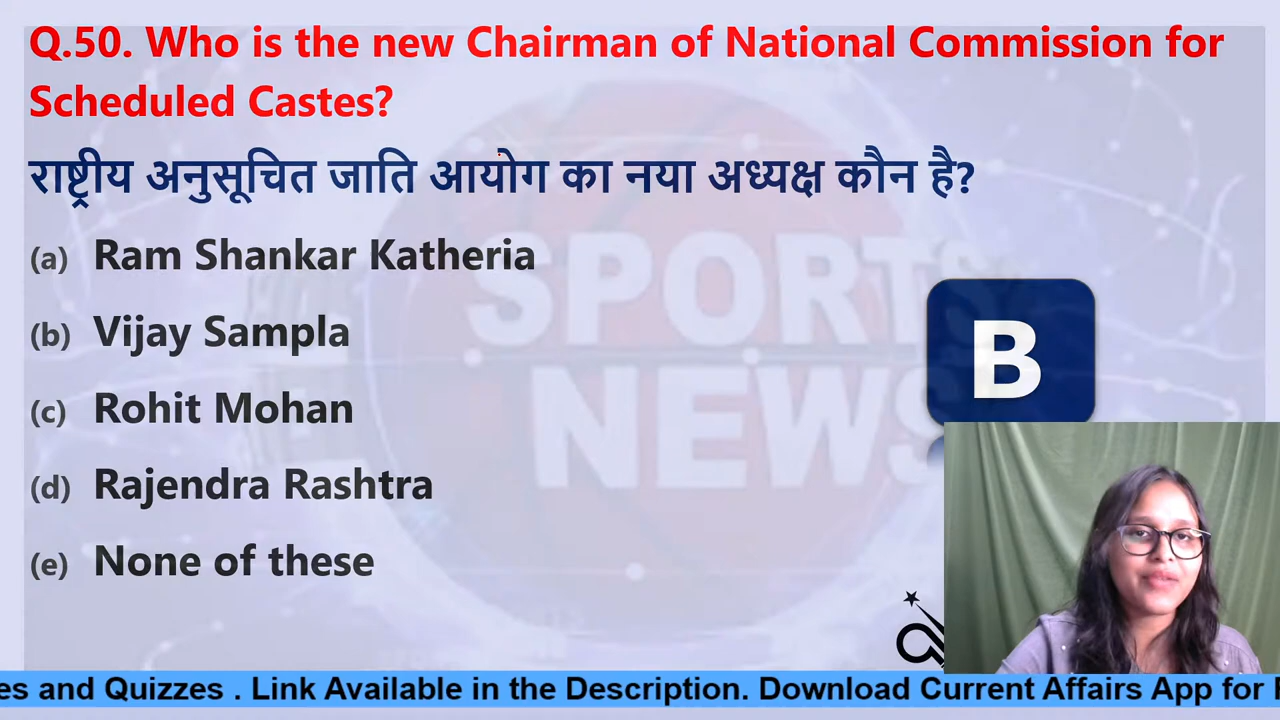 Q.50. Who is the new Chairman of National Commission for
Scheduled Castes?
राष्ट्रीय अनुसूचित जाति आयोग का नया अध्यक्ष कौन है?
(a) Ram Shankar Katheria
(b) Vijay Sampla
(c) Rohit Mohan
(d) Rajendra Rashtra
(e) None of these
SPORTS
NEWS
B
es and Quizzes . Link Available in the Description. Download Current Affairs App for